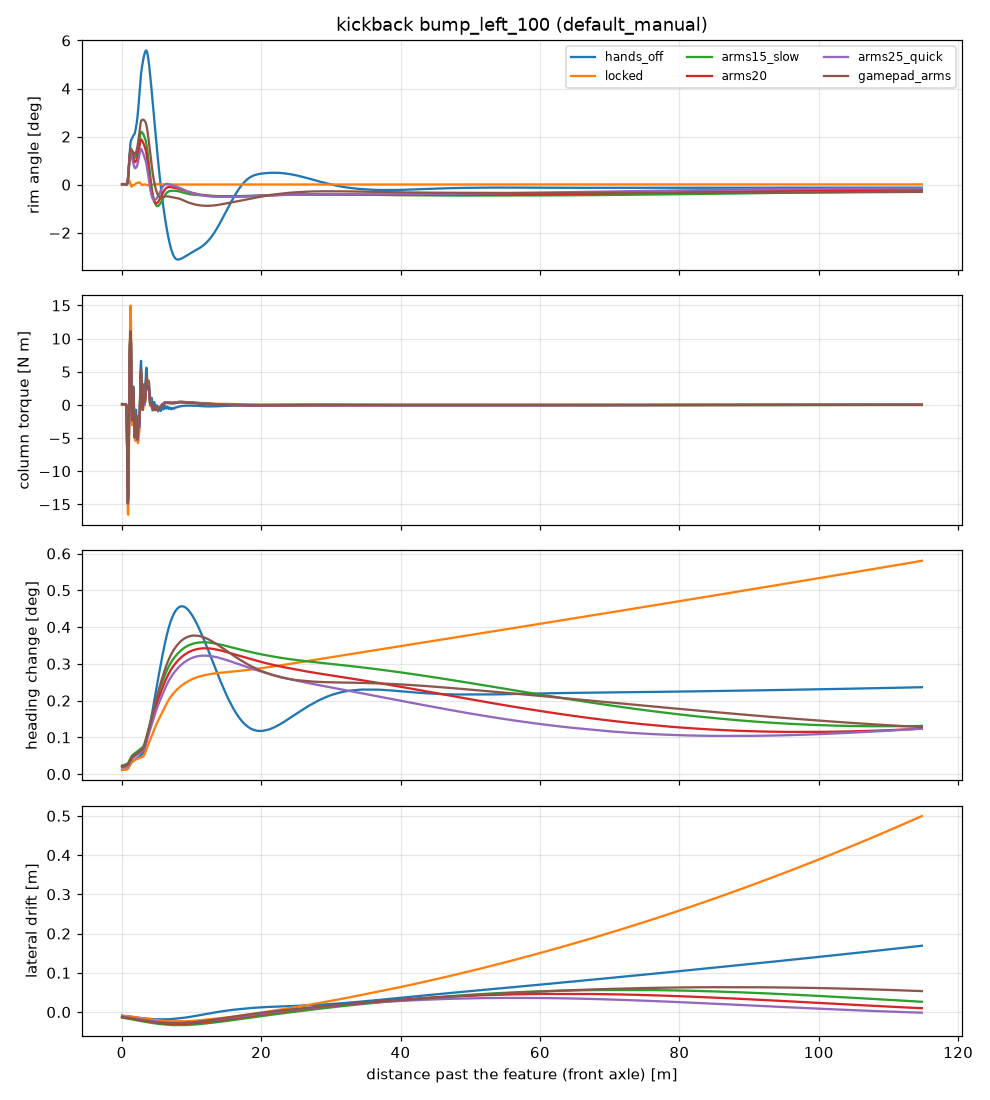 kickback bump_left_100 (default_manual)
hands_off
locked
arms15_slow
arms20
arms25_quick
gamepad_arms
rim angle [deg]
6
4
2
0
−2
column torque [N m]
15
10
5
0
−5
−10
−15
heading change [deg]
0.6
0.5
0.4
0.3
0.2
0.1
0.0
lateral drift [m]
0.5
0.4
0.3
0.2
0.1
0.0
0 20 40 60 80 100 120
distance past the feature (front axle) [m]